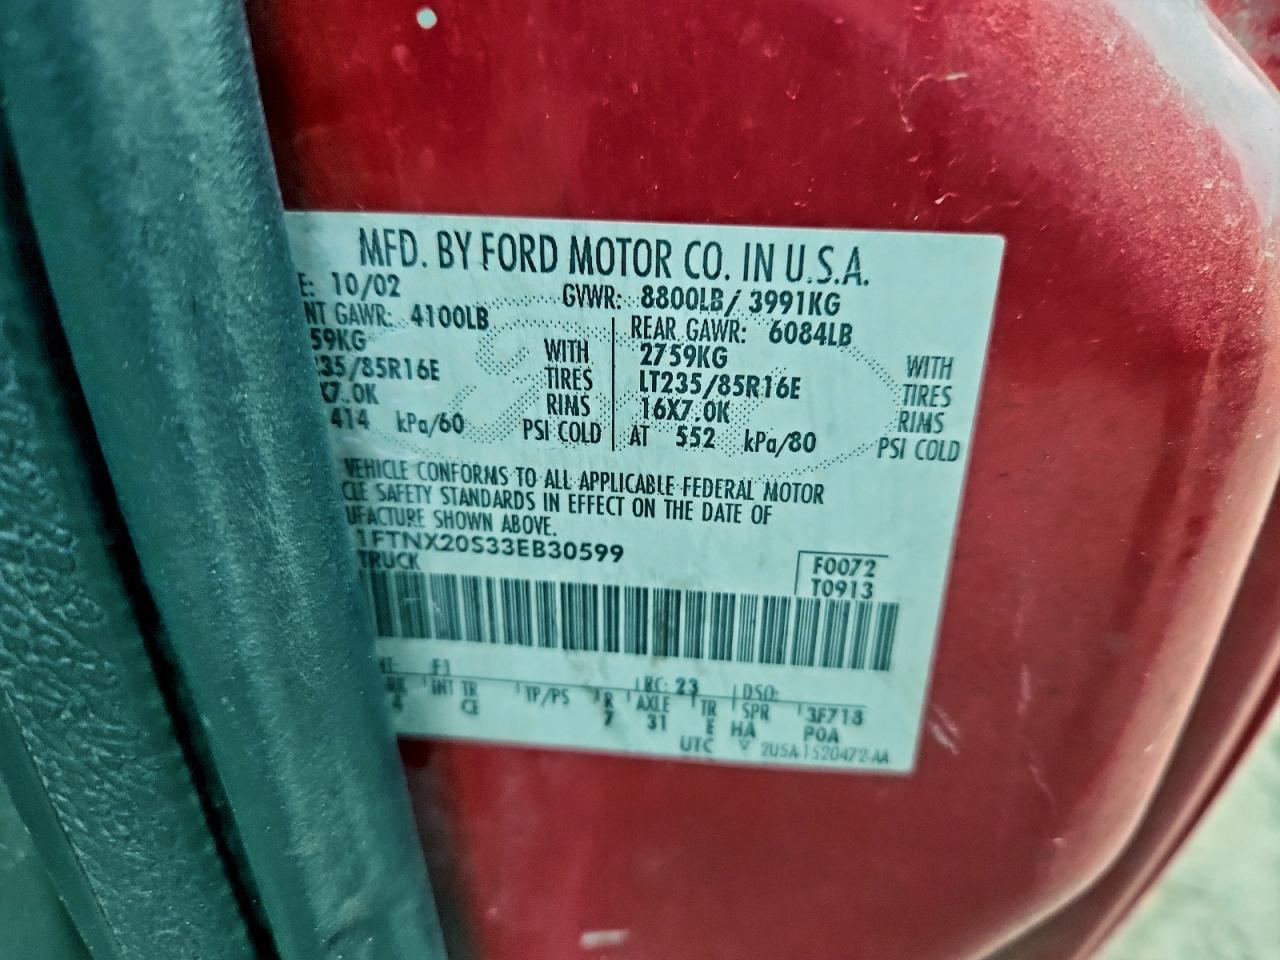 MFD. BY FORD MOTOR CO. IN U.S.A.
E: 10/02 GVWR: 8800LB/ 3991KG
NT GAWR: 4100LB REAR GAWR: 6084LB
59KG WITH 2759KG WITH
235/85R16E TIRES LT235/85R16E TIRES
X7.0K RIMS 16X7.0K RIMS
414 kPa/60 PSI COLD AT 552 kPa/80 PSI COLD
VEHICLE CONFORMS TO ALL APPLICABLE FEDERAL MOTOR
CLE SAFETY STANDARDS IN EFFECT ON THE DATE OF
UFACTURE SHOWN ABOVE.
1FTNX20S33EB30599 F0072
TRUCK T0913
E: F1 RC: 23 DSO:
RK INT TR TP/PS R AXLE TR SPR 3F718
4 CE 7 31 E HA P0A
UTC ▽ 2U5A-1520472-AA